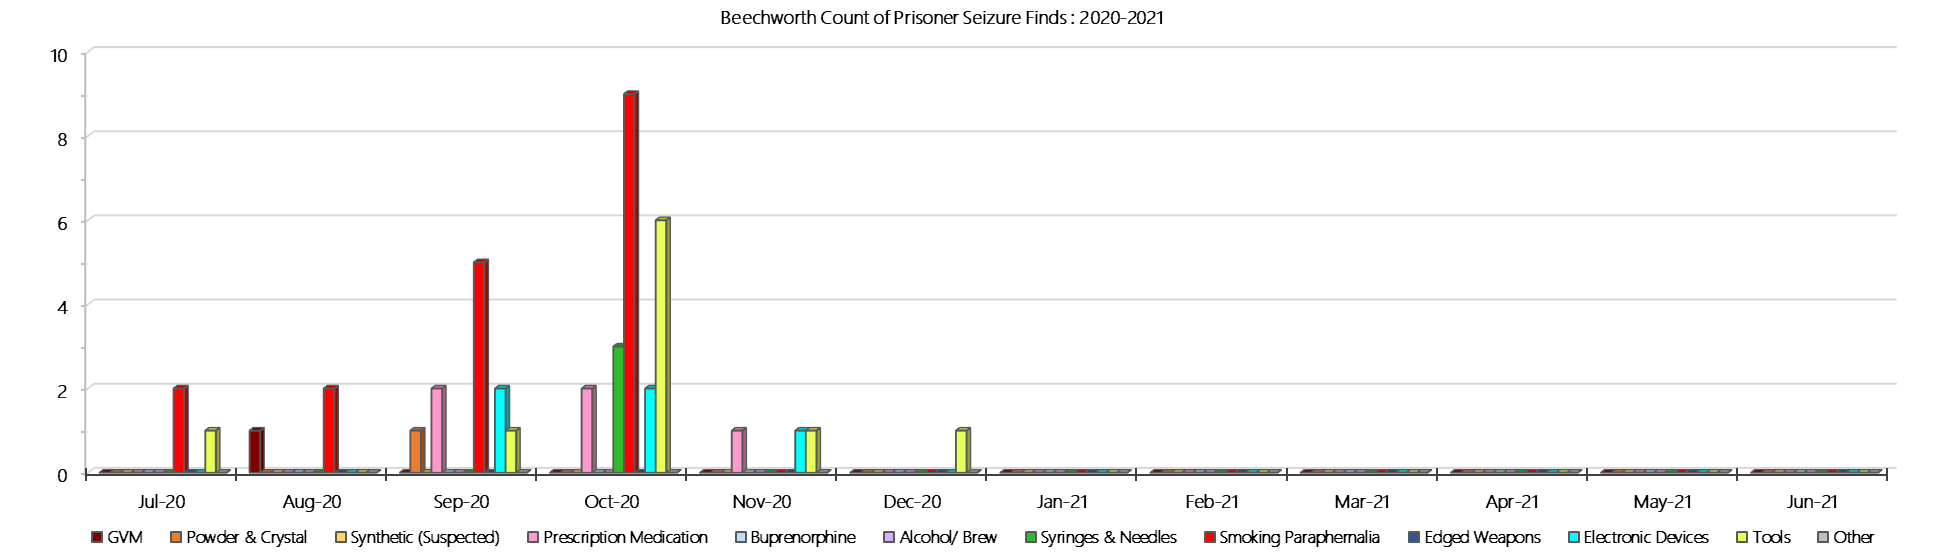 Beechworth Count of Prisoner Seizure Finds : 2020-2021
10
8
6
4
2
0
Jul-20 Aug-20 Sep-20 Oct-20 Nov-20 Dec-20 Jan-21 Feb-21 Mar-21 Apr-21 May-21 Jun-21
GVM Powder & Crystal Synthetic (Suspected) Prescription Medication Buprenorphine Alcohol/ Brew Syringes & Needles Smoking Paraphernalia Edged Weapons Electronic Devices Tools Other